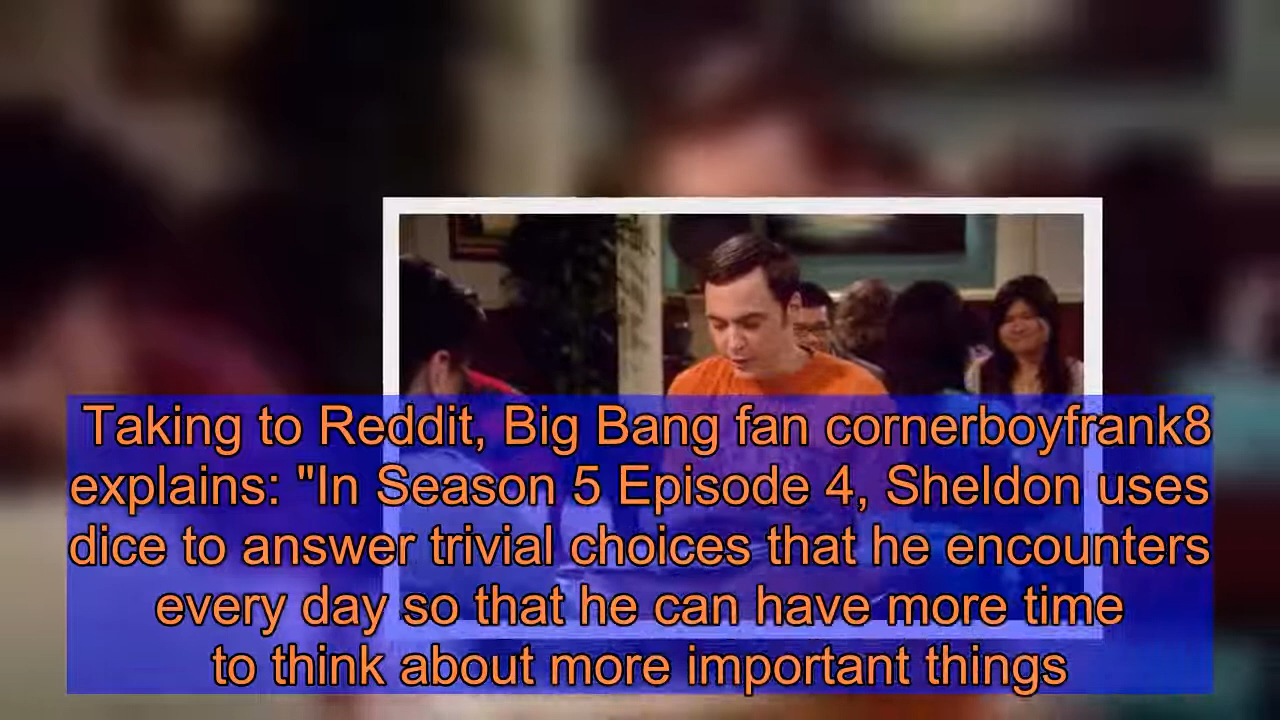 Taking to Reddit, Big Bang fan cornerboyfrank8
explains: "In Season 5 Episode 4, Sheldon uses
dice to answer trivial choices that he encounters
every day so that he can have more time
to think about more important things